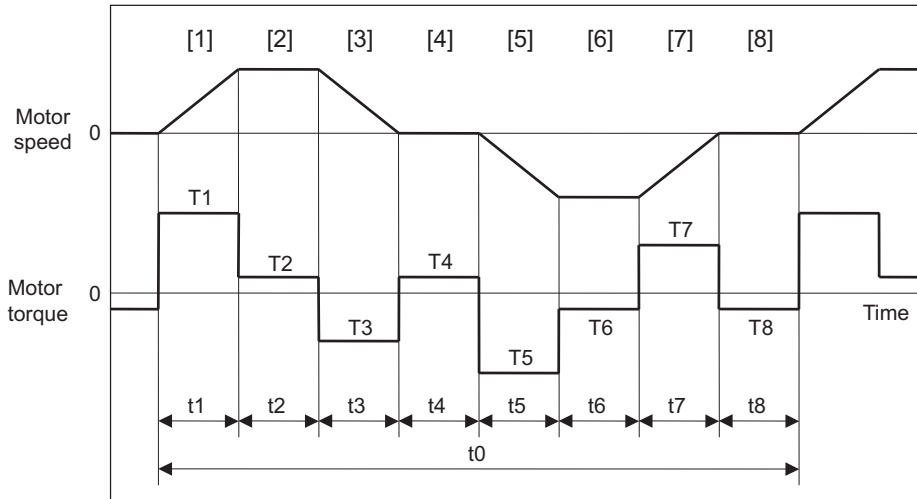 [1] [2] [3] [4] [5] [6] [7] [8]
Motor
speed
0
T1
T2
T3
T4
T5
T6
T7
T8
Motor
torque
0
Time
t1 t2 t3 t4 t5 t6 t7 t8
t0